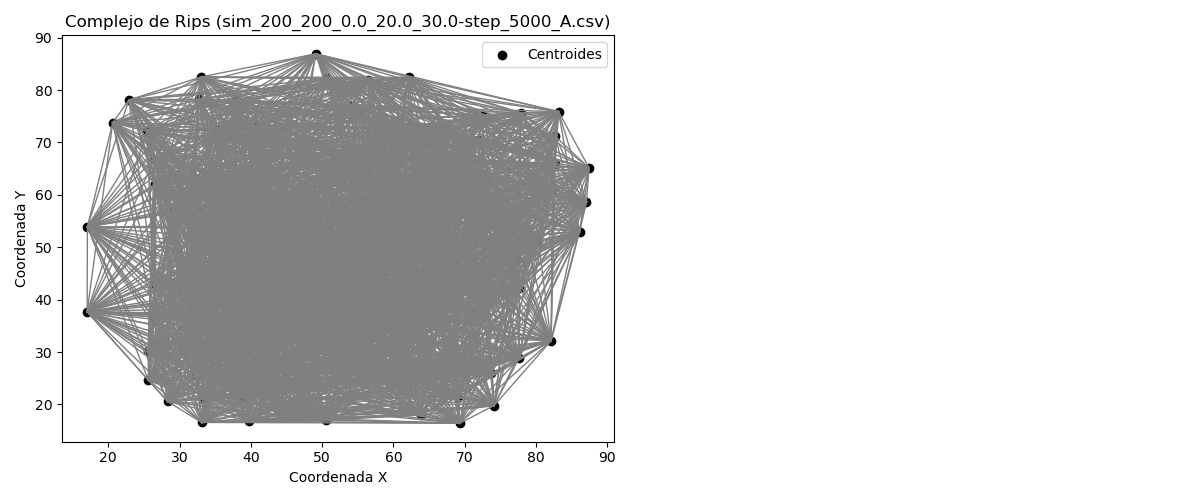 Complejo de Rips (sim_200_200_0.0_20.0_30.0-step_5000_A.csv)
Centroides
90
80
70
60
50
40
30
20
Coordenada Y
20 30 40 50 60 70 80 90
Coordenada X